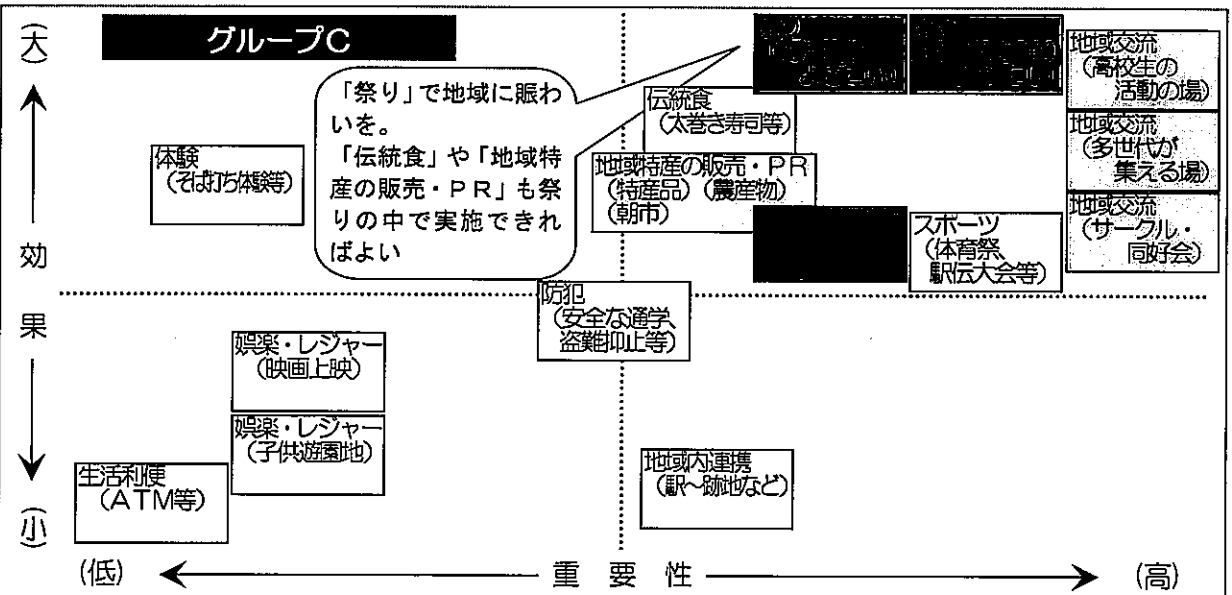 (大)
グループC
「祭り」で地域に賑わ
いを。
「伝統食」や「地域特
産の販売・PR」も祭
りの中で実施できれ
ばよい
地域交流
(高校生の
活動の場)
伝統食
(太巻き寿司等)
地域交流
(多世代が
集える場)
体験
(そば打ち体験等)
地域特産の販売・PR
(特産品)(農産物)
(朝市)
地域交流
(サークル・
同好会)
スポーツ
(体育祭、
駅伝大会等)
効果
防犯
(安全な通学、
盗難抑止等)
娯楽・レジャー
(映画上映)
娯楽・レジャー
(子供遊園地)
生活利便
(ATM等)
地域内連携
(駅~跡地など)
(小)
(低)
重要性
(高)